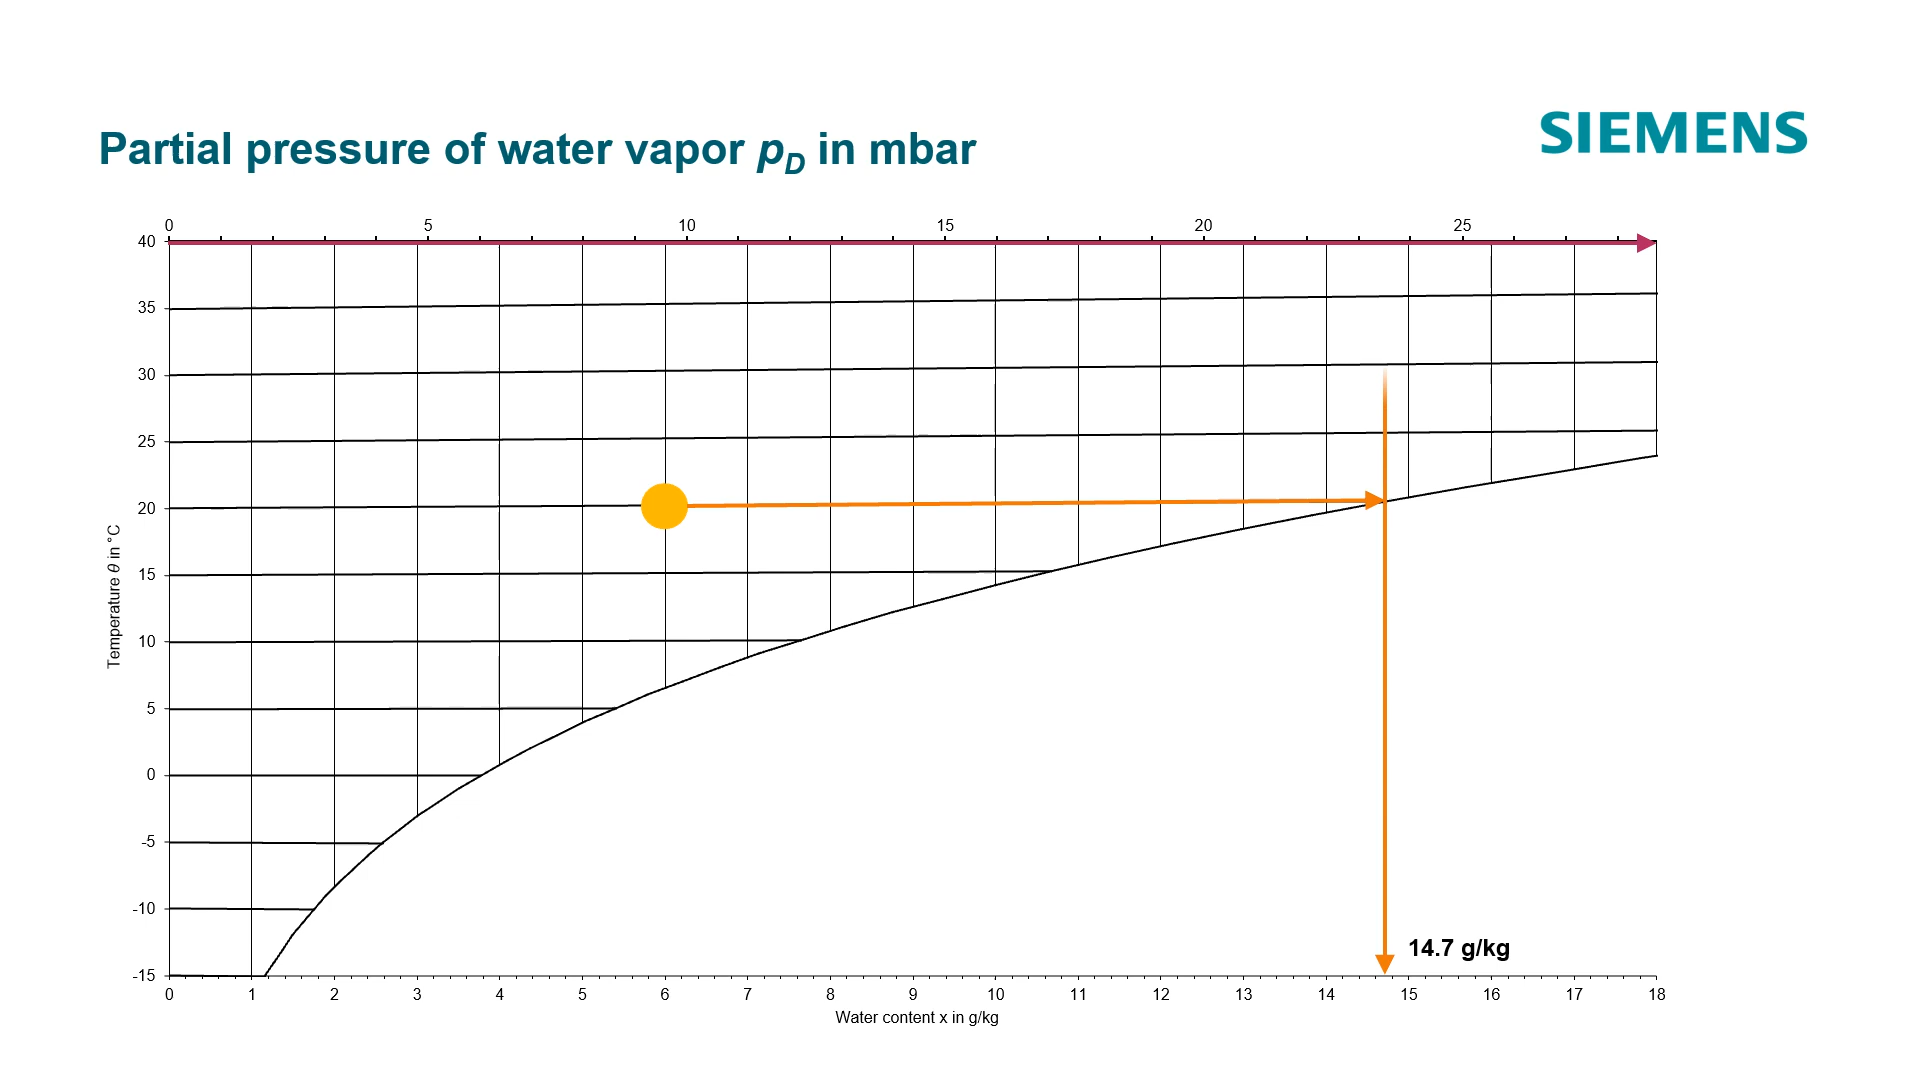 Partial pressure of water vapor pD in mbar
SIEMENS
0 5 10 15 20 25
40
35
30
25
20
15
10
5
0
-5
-10
-15
Temperature θ in °C
14.7 g/kg
0 1 2 3 4 5 6 7 8 9 10 11 12 13 14 15 16 17 18
Water content x in g/kg